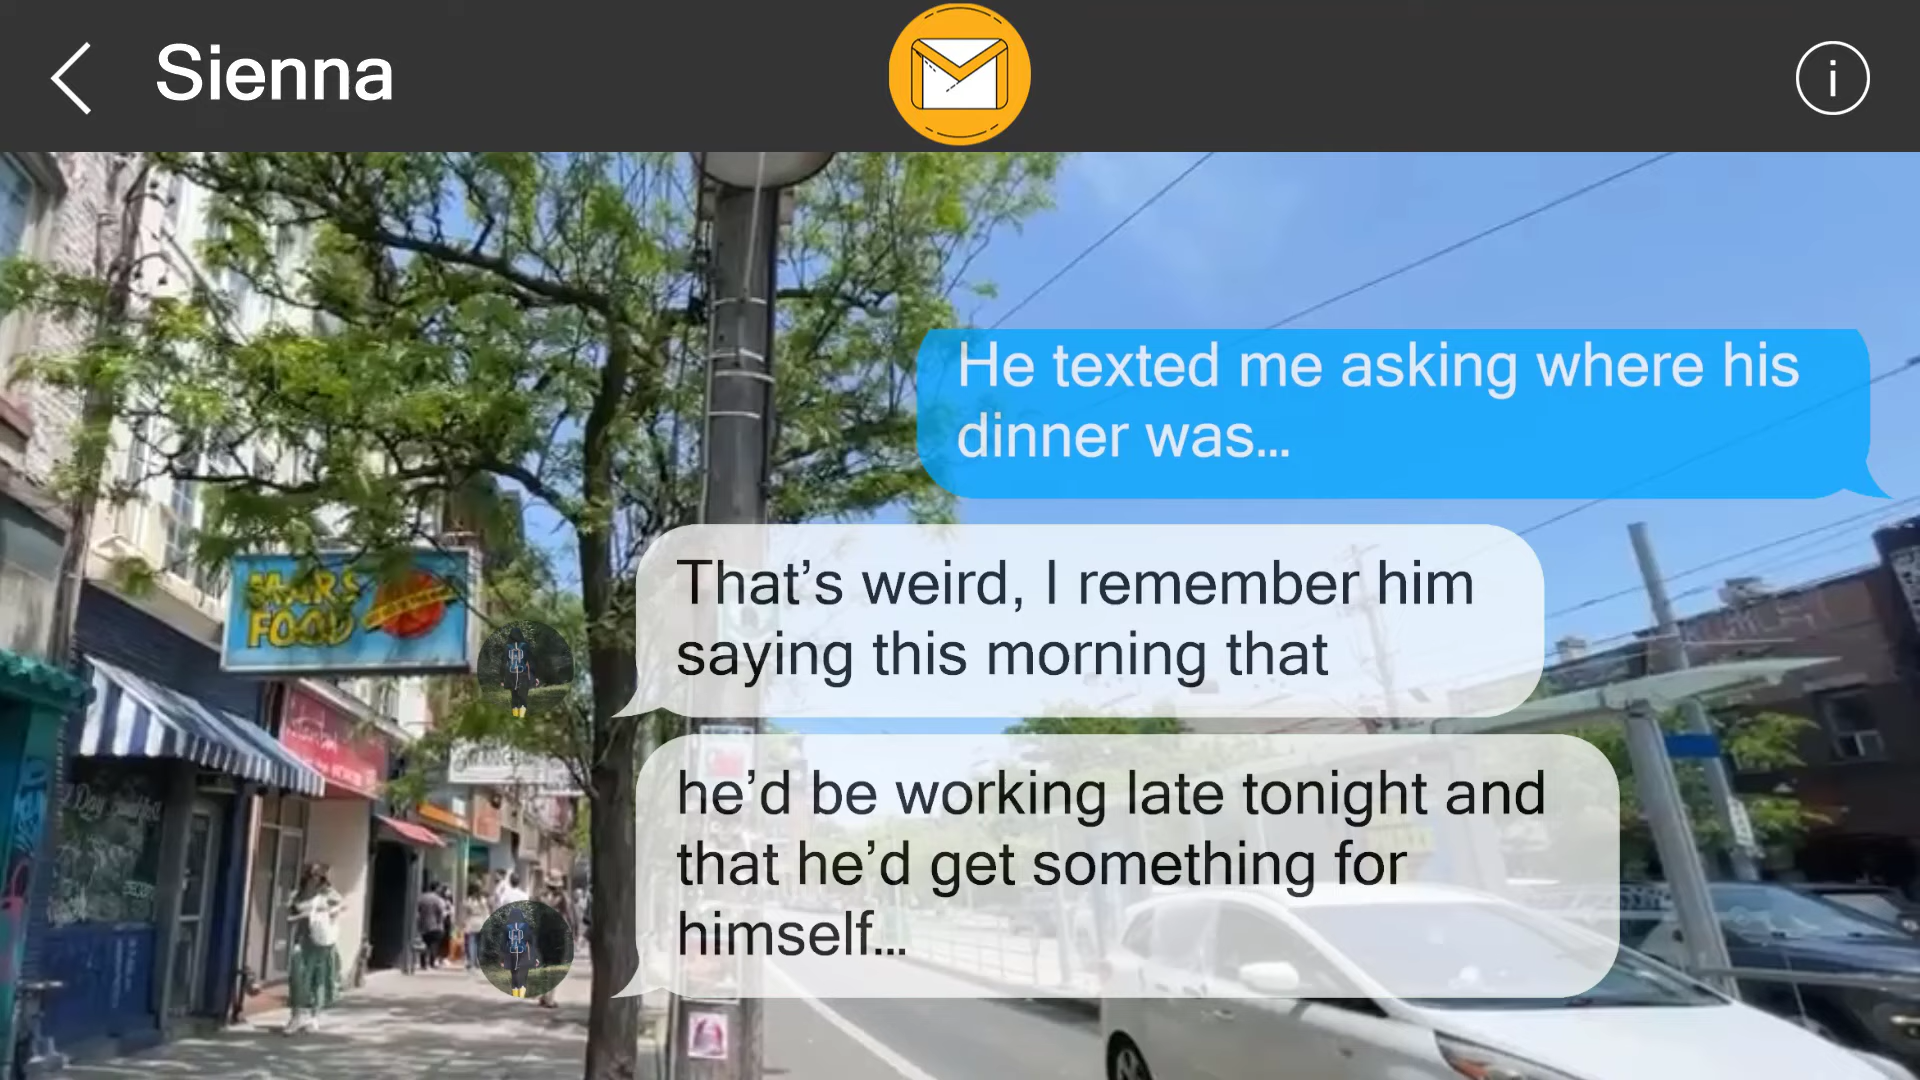 Sienna
i
He texted me asking where his
dinner was...
That’s weird, I remember him
saying this morning that
he’d be working late tonight and
that he’d get something for
himself...
FOOD